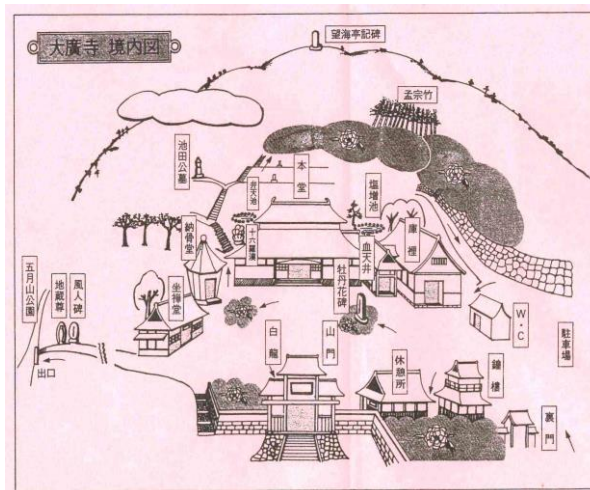 大廣寺 境内図
望海亭記碑
孟宗竹
池田公墓
弁天池
本堂
塩増池
納骨堂
十六羅漢
血天井
庫裡
牡丹花碑
五月山公園
地蔵尊
風人碑
坐禅堂
W・C
駐車場
出口
白龍
山門
休憩所
鐘樓
裏門